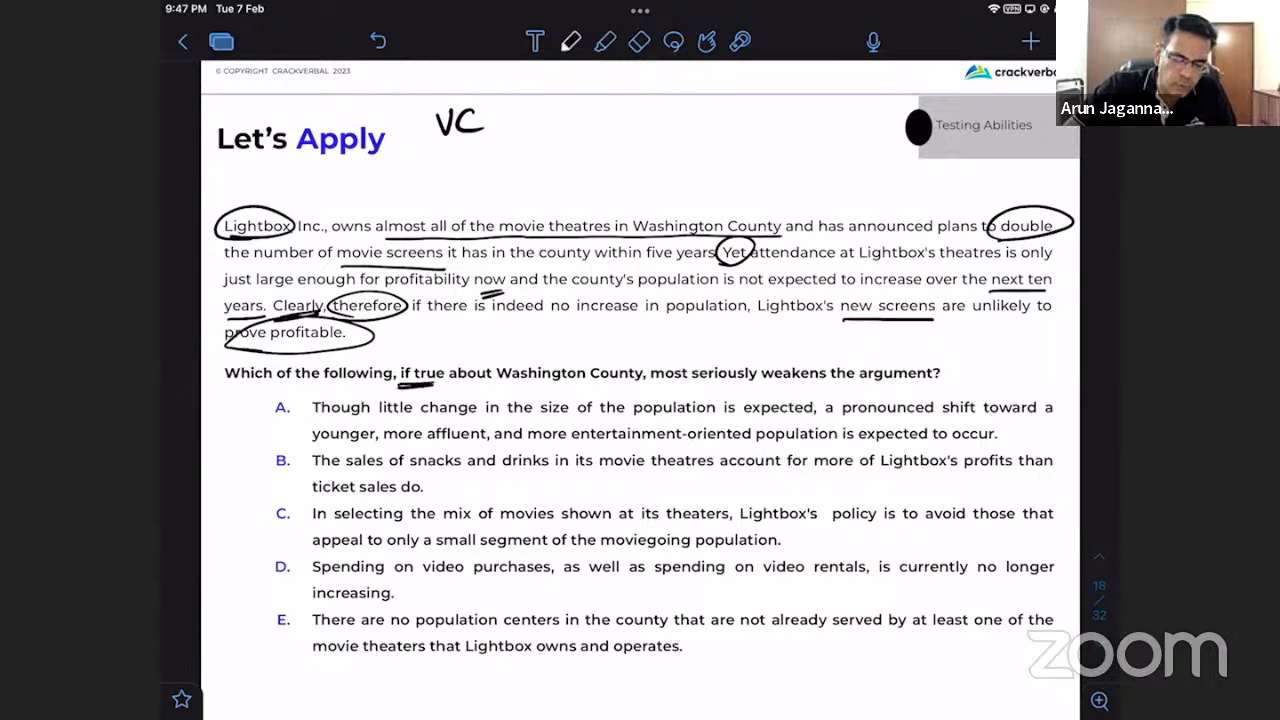 9:47 PM Tue 7 Feb
VPN
© COPYRIGHT CRACKVERBAL 2023
crackverba
Arun Jaganna...
VC
Let's Apply
Testing Abilities
Lightbox Inc., owns almost all of the movie theatres in Washington County and has announced plans to double
the number of movie screens it has in the county within five years. Yet attendance at Lightbox's theatres is only
just large enough for profitability now and the county's population is not expected to increase over the next ten
years. Clearly, therefore, if there is indeed no increase in population, Lightbox's new screens are unlikely to
prove profitable.
Which of the following, if true about Washington County, most seriously weakens the argument?
A. Though little change in the size of the population is expected, a pronounced shift toward a
younger, more affluent, and more entertainment-oriented population is expected to occur.
B. The sales of snacks and drinks in its movie theatres account for more of Lightbox's profits than
ticket sales do.
C. In selecting the mix of movies shown at its theaters, Lightbox's policy is to avoid those that
appeal to only a small segment of the moviegoing population.
D. Spending on video purchases, as well as spending on video rentals, is currently no longer
increasing.
E. There are no population centers in the county that are not already served by at least one of the
movie theaters that Lightbox owns and operates.
18
/
32
zoom